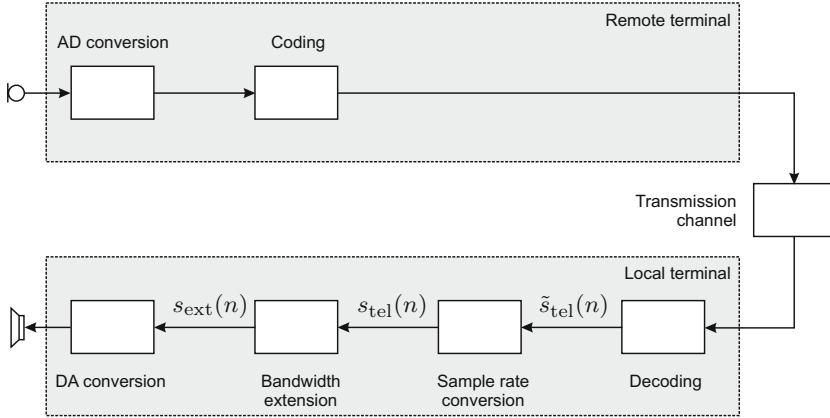 Remote terminal
AD conversion
Coding
Transmission
channel
Local terminal
s_ext(n)
s_tel(n)
s̃_tel(n)
DA conversion
Bandwidth
extension
Sample rate
conversion
Decoding